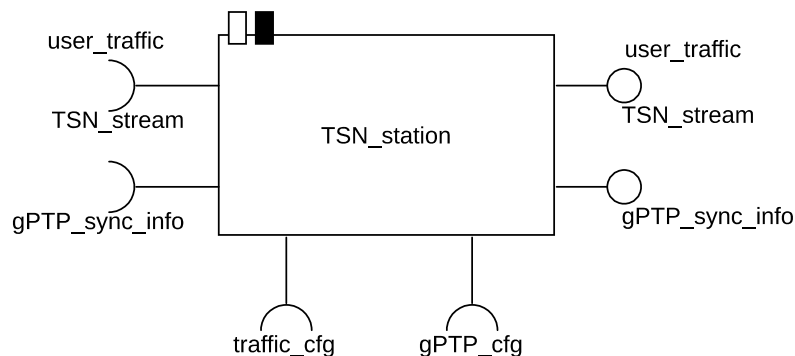 user_traffic
user_traffic
TSN_stream
TSN_stream
TSN_station
gPTP_sync_info
gPTP_sync_info
traffic_cfg
gPTP_cfg